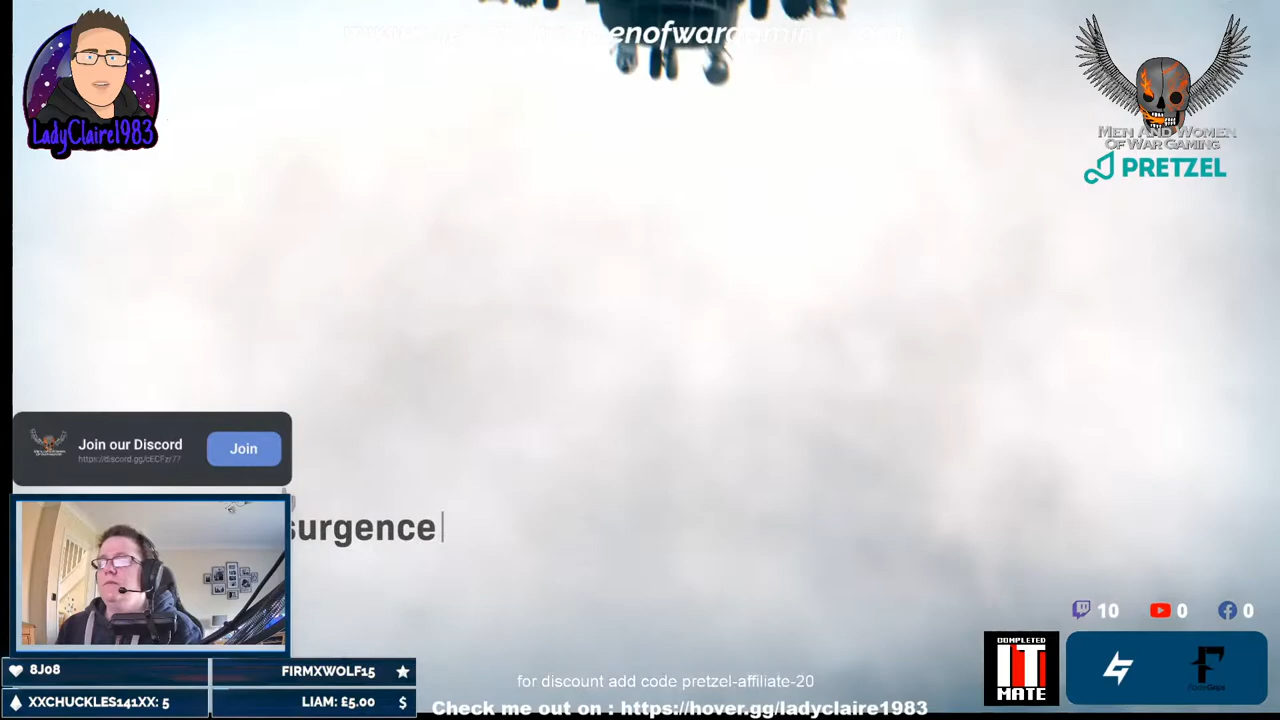 enofwar
LadyClaire1983
MEN AND WOMEN
OF WAR GAMING
PRETZEL
Join our Discord
Join
surgence
10
0
0
8J08
FIRMXWOLF15
XXCHUCKLES141XX: 5
LIAM: £5.00
$
COMPLETED
IT
MATE
for discount add code pretzel-affiliate-20
Check me out on : https://hover.gg/ladyclaire1983